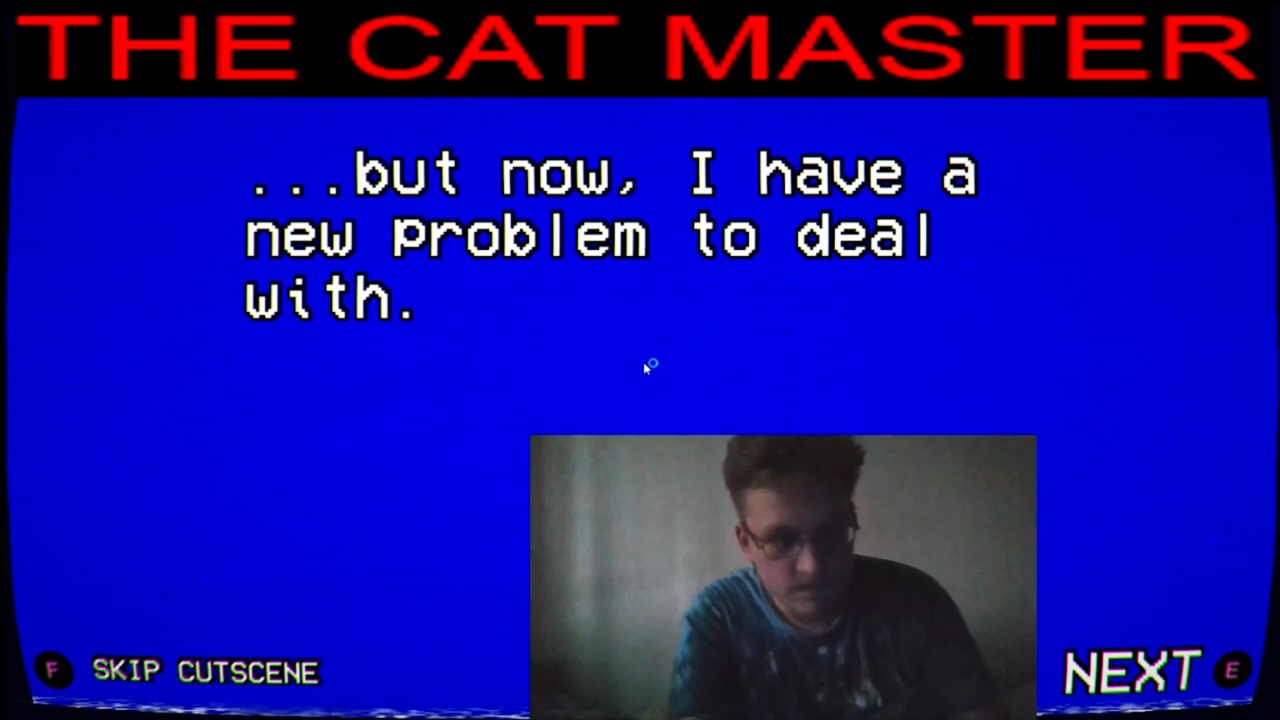 THE CAT MASTER
...but now, I have a
new problem to deal
with.
F SKIP CUTSCENE
NEXT E